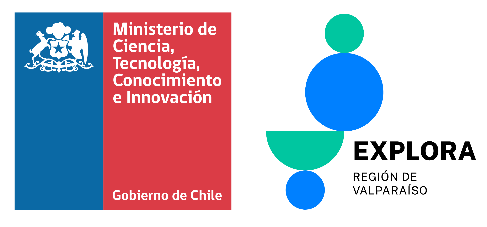 Ministerio de
Ciencia,
Tecnología,
Conocimiento
e Innovación
Gobierno de Chile
EXPLORA
REGIÓN DE
VALPARAÍSO